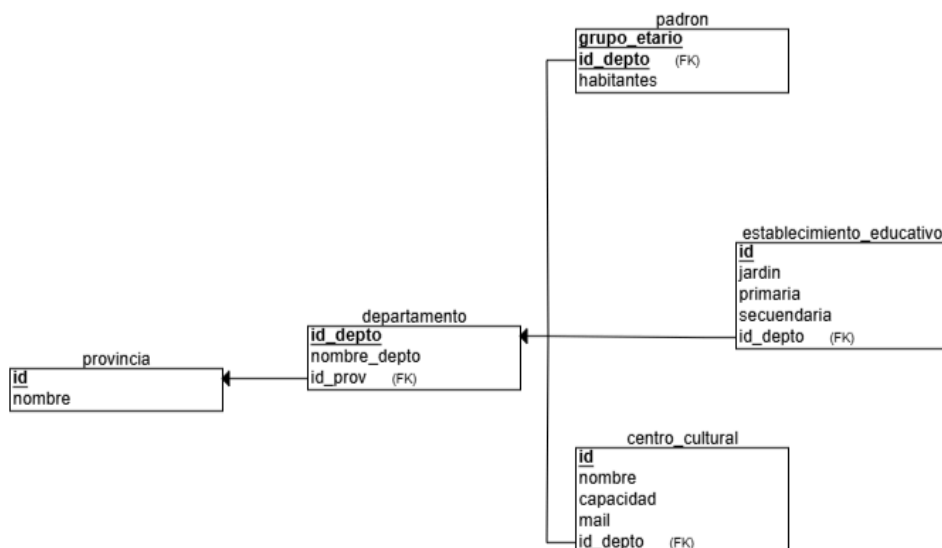 padron
grupo_etario
id_depto (FK)
habitantes
establecimiento_educativo
id
jardin
primaria
secuendaria
id_depto (FK)
departamento
id_depto
nombre_depto
id_prov (FK)
provincia
id
nombre
centro_cultural
id
nombre
capacidad
mail
id_depto (FK)